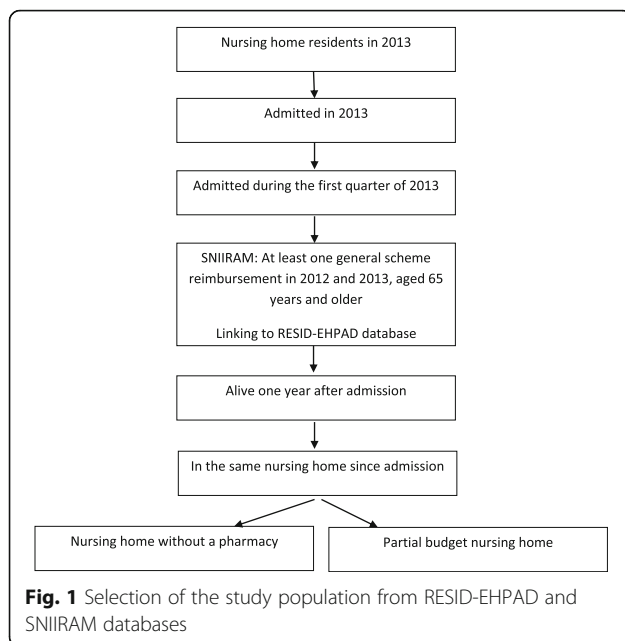 Nursing home residents in 2013
Admitted in 2013
Admitted during the first quarter of 2013
SNIIRAM: At least one general scheme
reimbursement in 2012 and 2013, aged 65
years and older
Linking to RESID-EHPAD database
Alive one year after admission
In the same nursing home since admission
Nursing home without a pharmacy
Partial budget nursing home
Fig. 1 Selection of the study population from RESID-EHPAD and
SNIIRAM databases